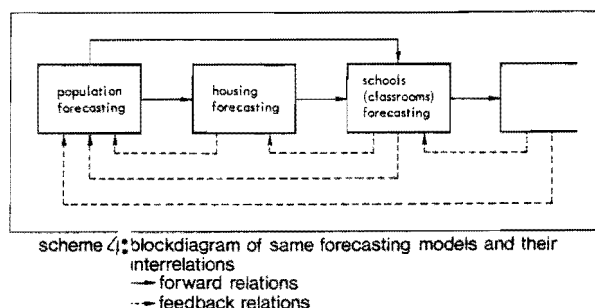 population
forecasting
housing
forecasting
schools
(classrooms)
forecasting
scheme 4: blockdiagram of same forecasting models and their
interrelations
forward relations
feedback relations